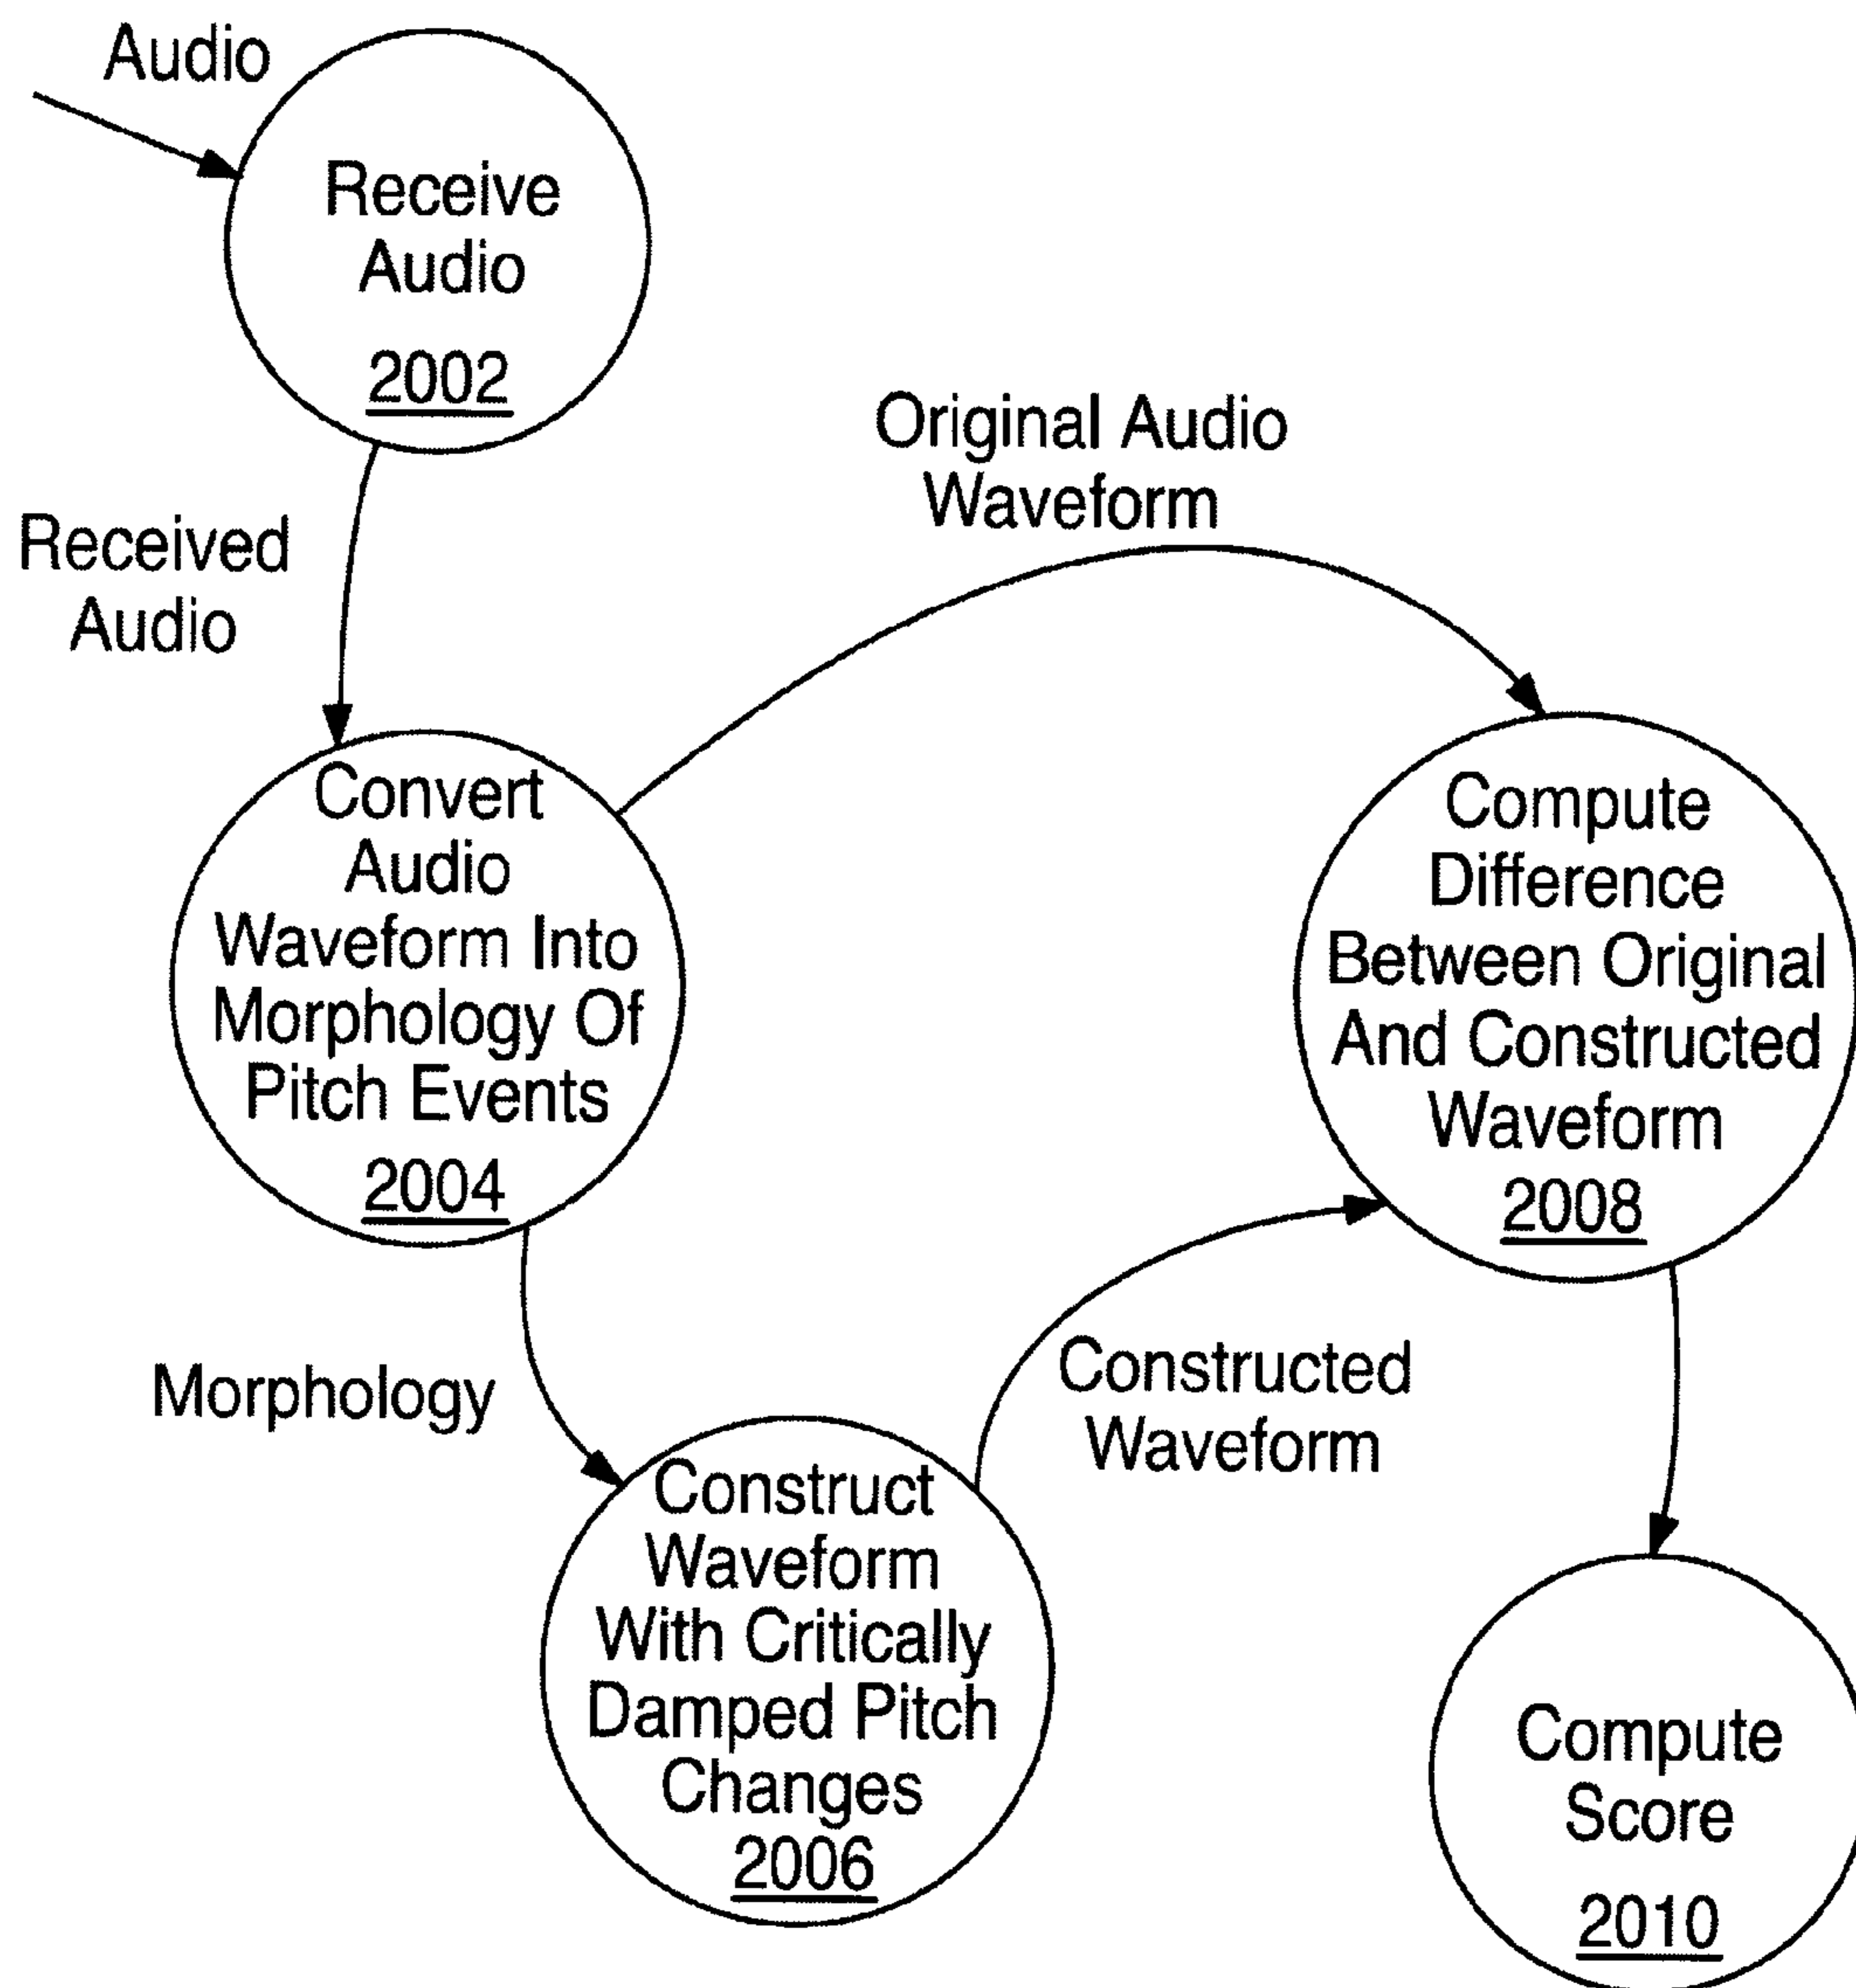 Audio
Receive
Audio
2002
Received
Audio
Original Audio
Waveform
Convert
Audio
Waveform Into
Morphology Of
Pitch Events
2004
Compute
Difference
Between Original
And Constructed
Waveform
2008
Morphology
Constructed
Waveform
Construct
Waveform
With Critically
Damped Pitch
Changes
2006
Compute
Score
2010